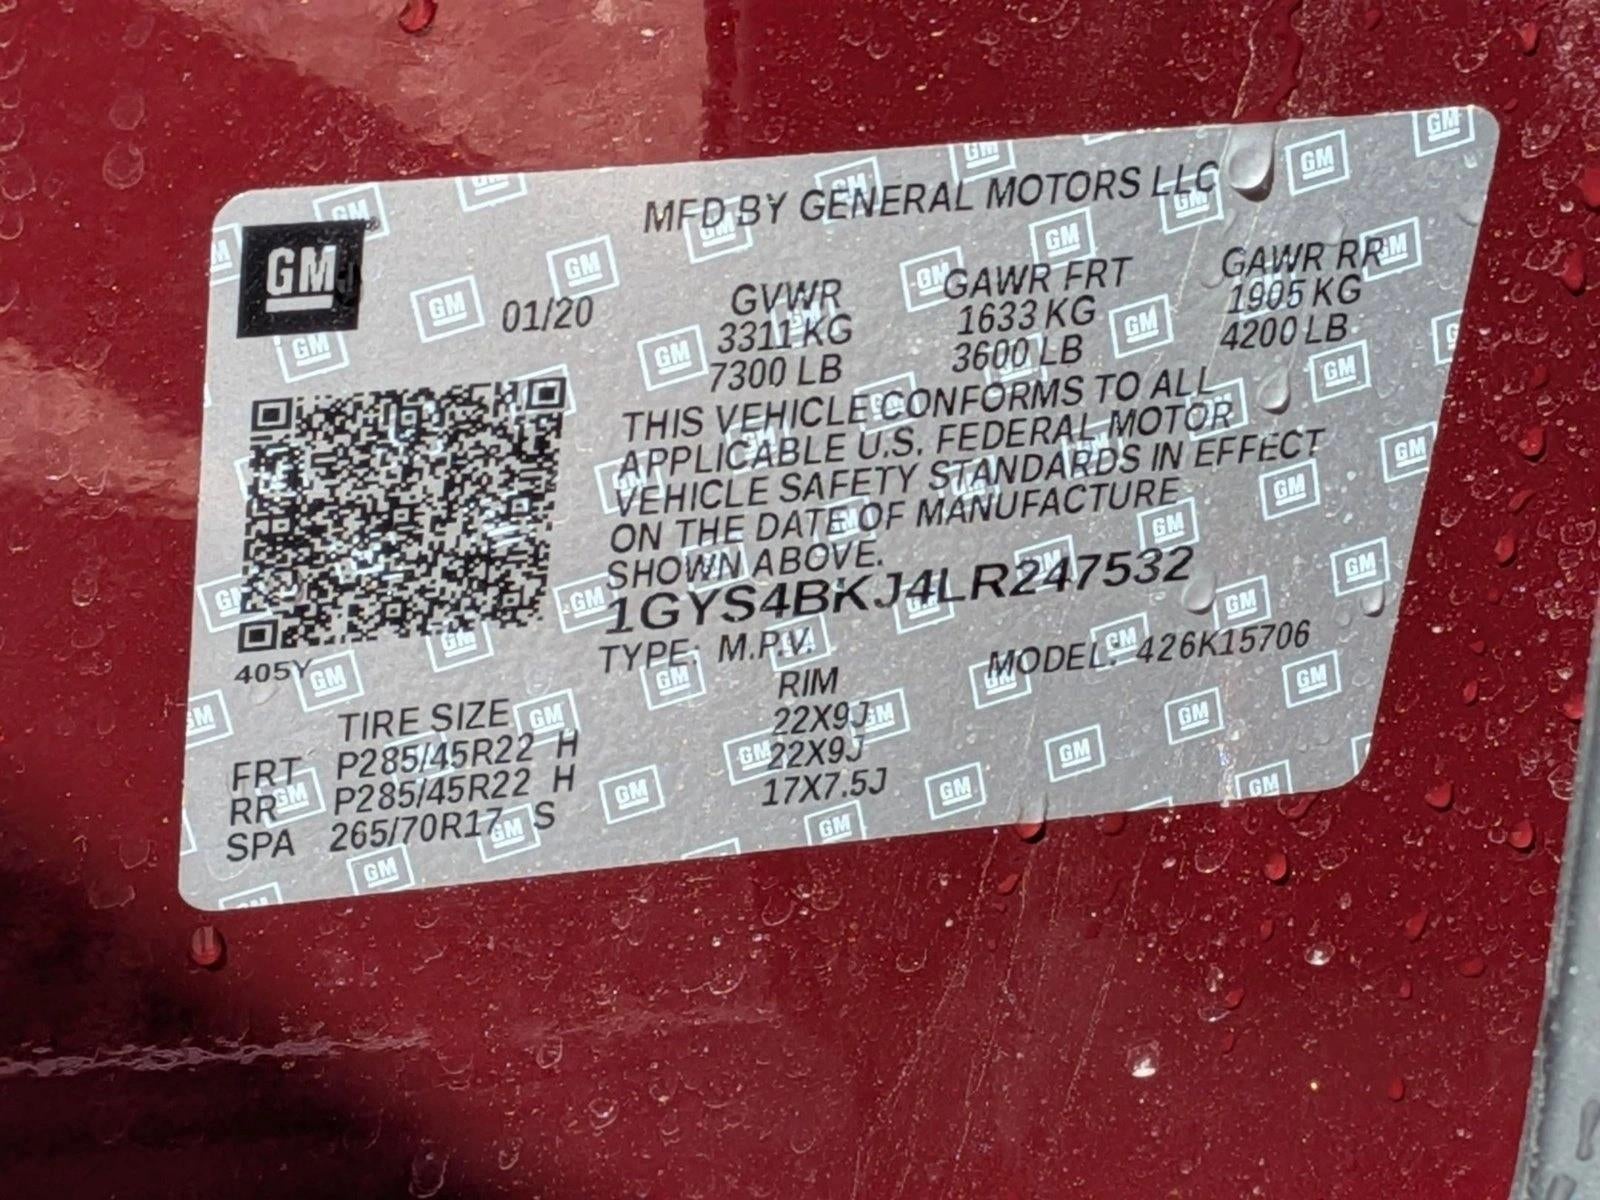 GM
MFD BY GENERAL MOTORS LLC
01/20 GVWR GAWR FRT GAWR RR
3311 KG 1633 KG 1905 KG
7300 LB 3600 LB 4200 LB
THIS VEHICLE CONFORMS TO ALL
APPLICABLE U.S. FEDERAL MOTOR
VEHICLE SAFETY STANDARDS IN EFFECT
ON THE DATE OF MANUFACTURE
SHOWN ABOVE.
1GYS4BKJ4LR247532
405Y
TYPE: M.P.V. MODEL: 426K15706
TIRE SIZE RIM
FRT P285/45R22 H 22X9J
RR P285/45R22 H 22X9J
SPA 265/70R17 S 17X7.5J